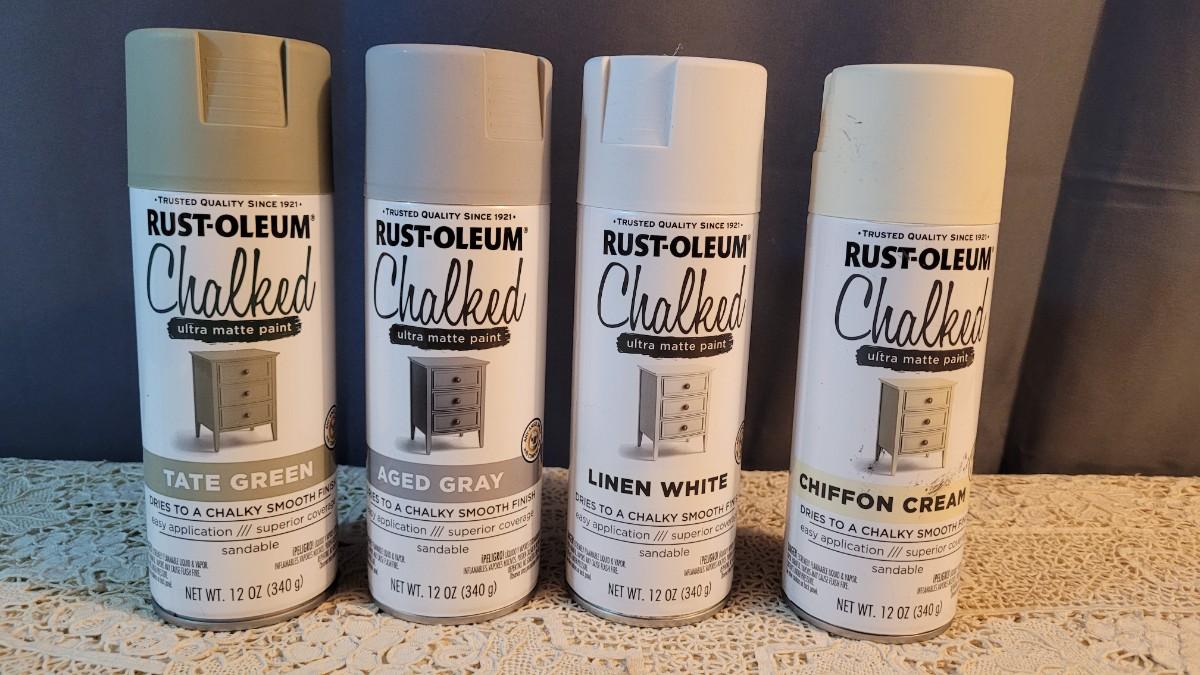 •TRUSTED QUALITY SINCE 1921•
RUST-OLEUM®
Chalked
ultra matte paint
TATE GREEN
DRIES TO A CHALKY SMOOTH FINISH
easy application /// superior coverage
sandable
NET WT. 12 OZ (340 g)
•TRUSTED QUALITY SINCE 1921•
RUST-OLEUM®
Chalked
ultra matte paint
AGED GRAY
DRIES TO A CHALKY SMOOTH FINISH
easy application /// superior coverage
sandable
NET WT. 12 OZ (340 g)
•TRUSTED QUALITY SINCE 1921•
RUST-OLEUM®
Chalked
ultra matte paint
LINEN WHITE
DRIES TO A CHALKY SMOOTH FINIS
easy application /// superior coverag
sandable
NET WT. 12 OZ (340 g)
•TRUSTED QUALITY SINCE 1921•
RUST-OLEUM®
Chalked
ultra matte paint
CHIFFON CREAM
DRIES TO A CHALKY SMOOTH FIN
easy application /// superior cove
sandable
NET WT. 12 OZ (340 g)